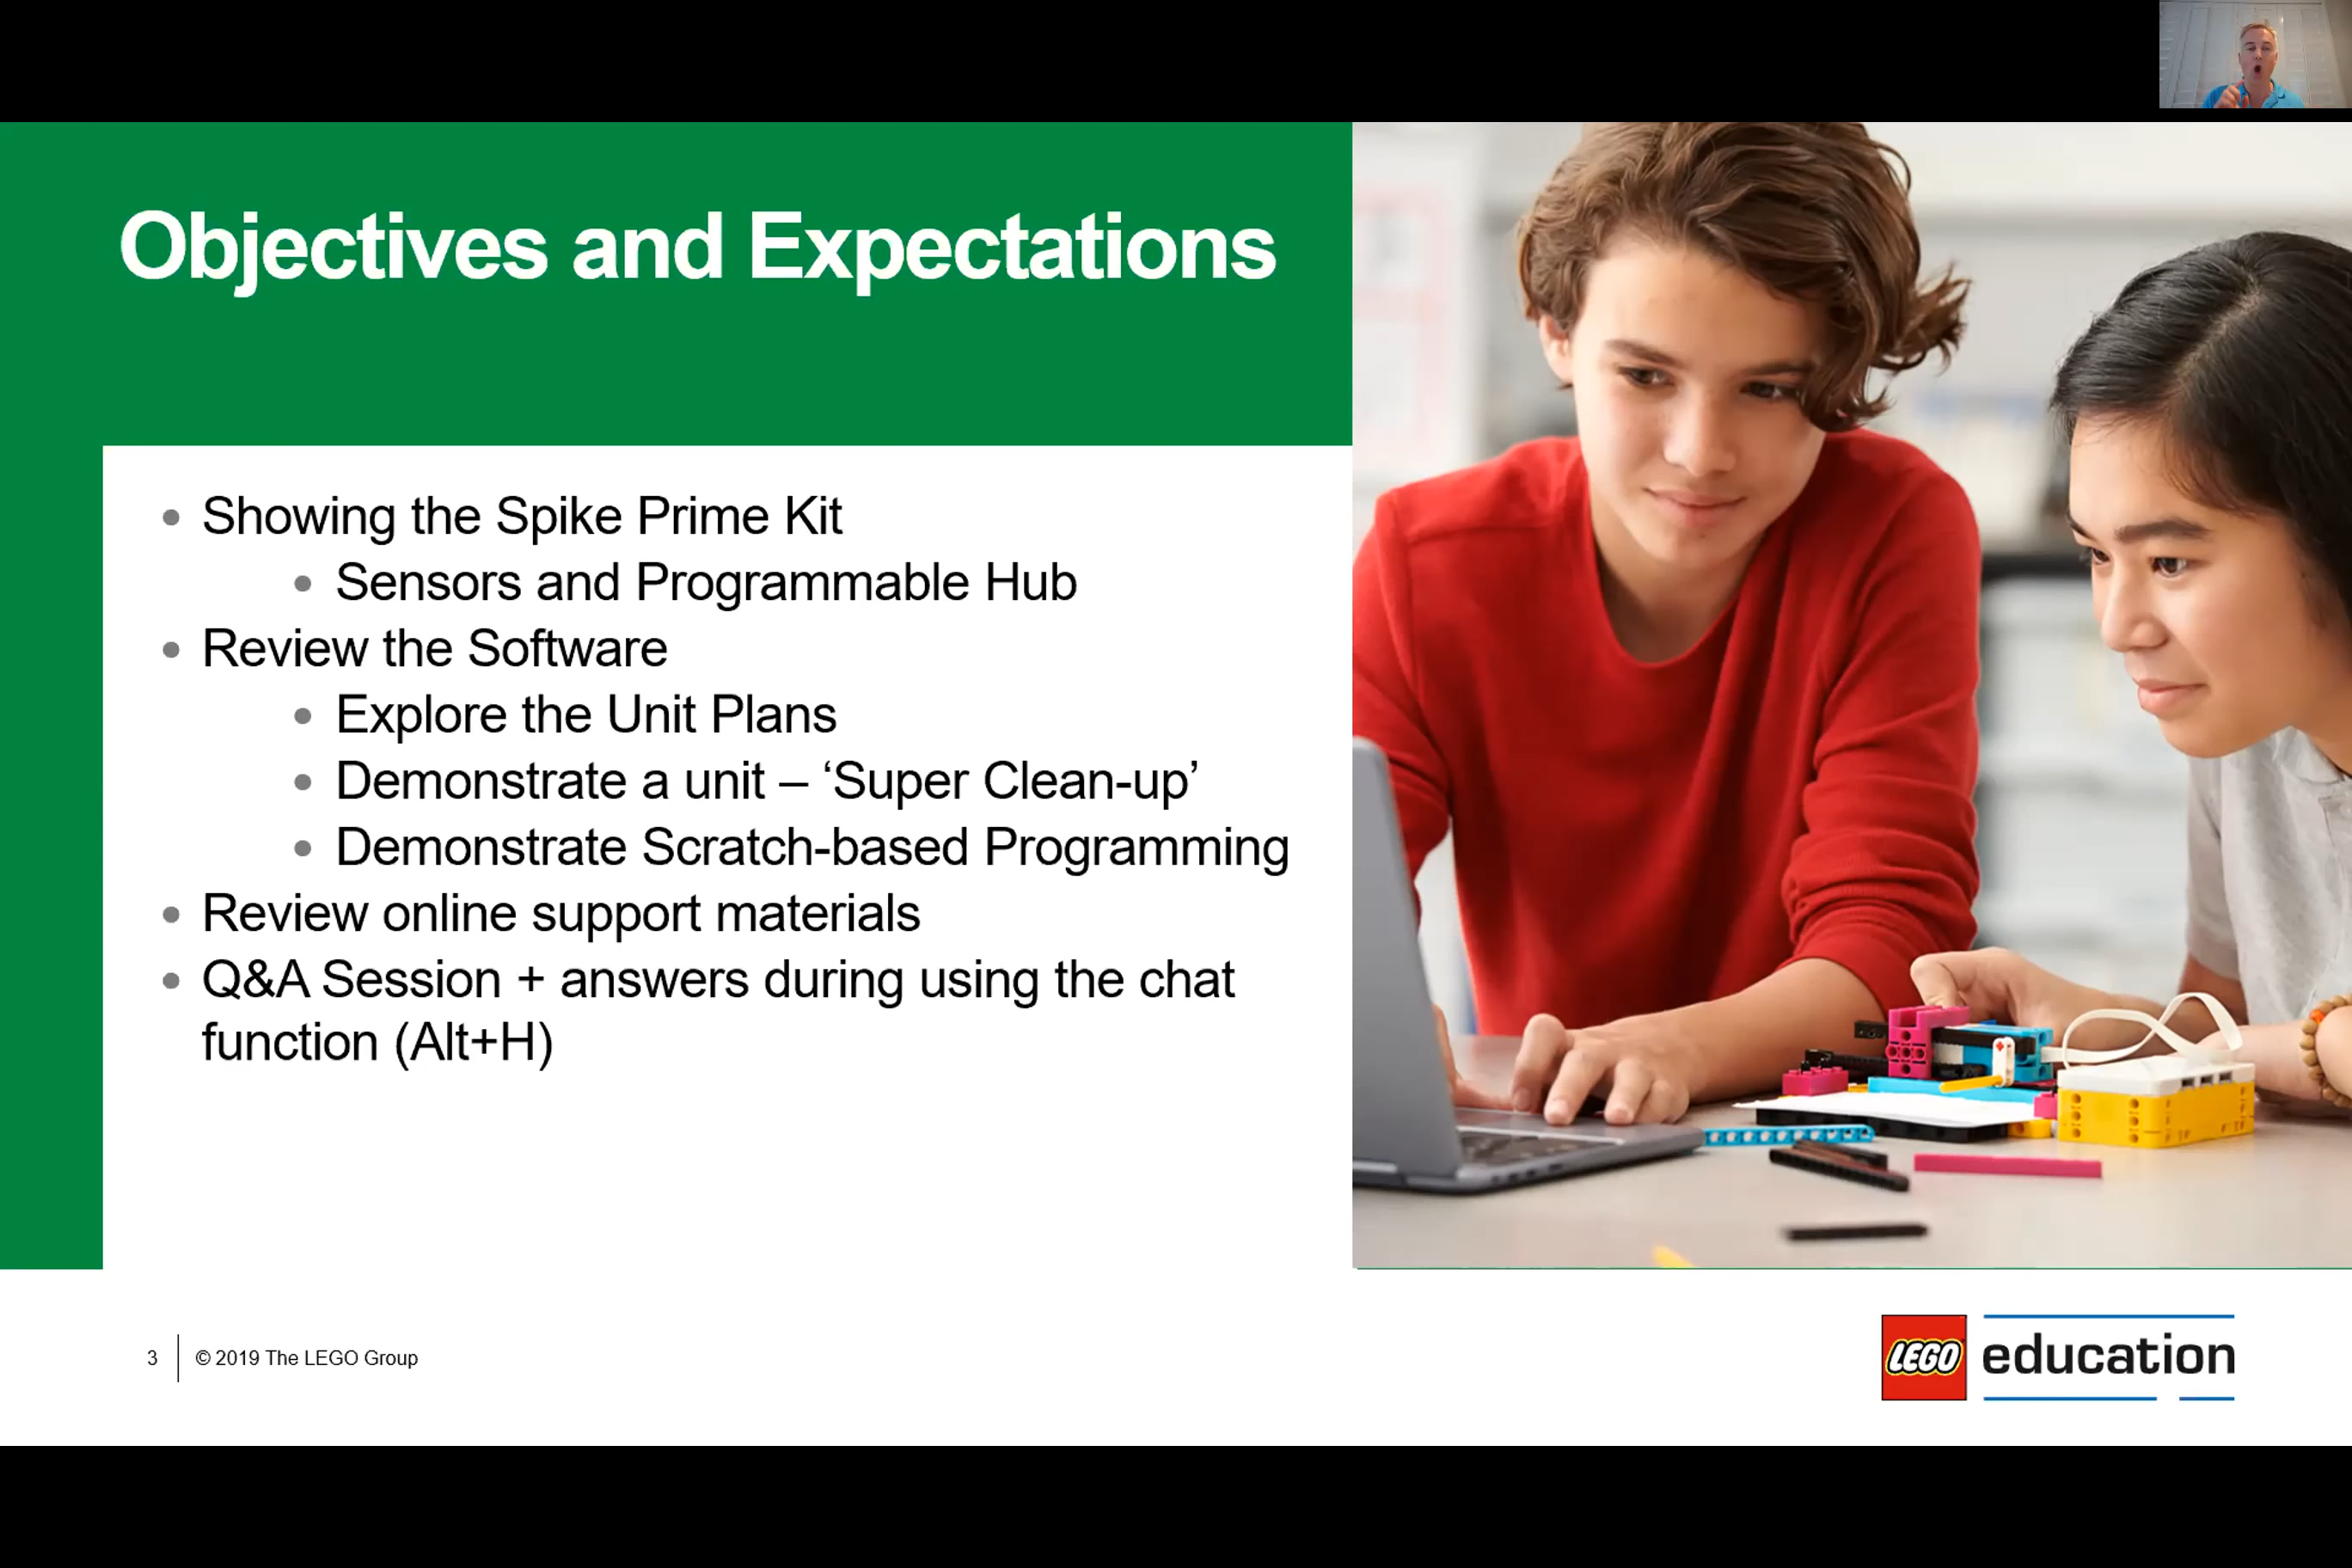 Objectives and Expectations
• Showing the Spike Prime Kit
• Sensors and Programmable Hub
• Review the Software
• Explore the Unit Plans
• Demonstrate a unit – ‘Super Clean-up’
• Demonstrate Scratch-based Programming
• Review online support materials
• Q&A Session + answers during using the chat
function (Alt+H)
3
© 2019 The LEGO Group
LEGO education